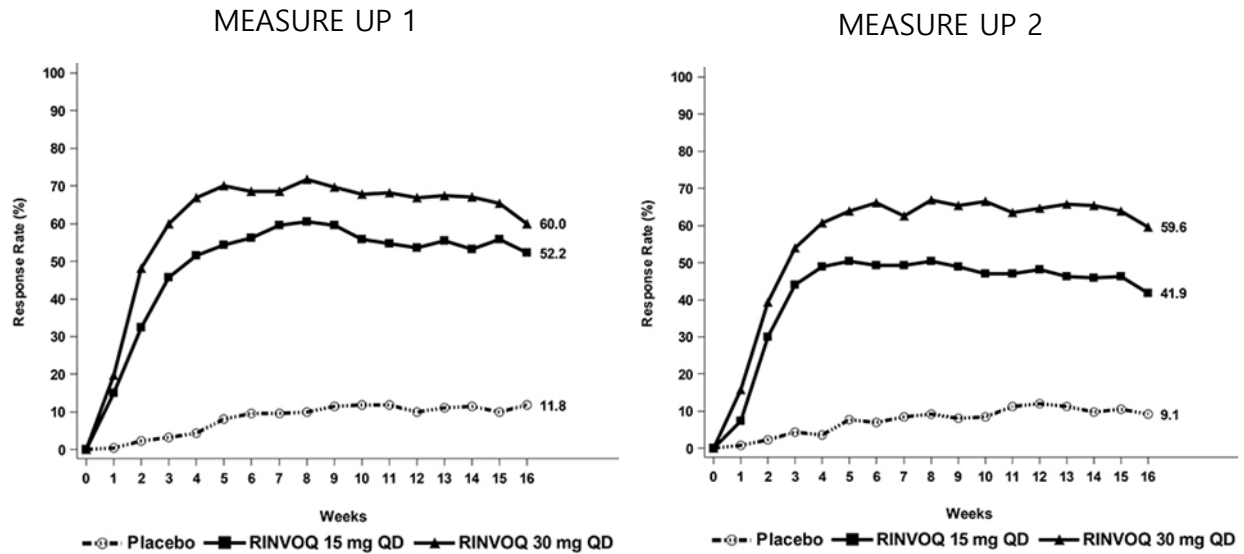 MEASURE UP 1
Response Rate (%)
100
90
80
70
60
50
40
30
20
10
0
60.0
52.2
11.8
0 1 2 3 4 5 6 7 8 9 10 11 12 13 14 15 16
Weeks
Placebo RINVOQ 15 mg QD RINVOQ 30 mg QD
MEASURE UP 2
Response Rate (%)
100
90
80
70
60
50
40
30
20
10
0
59.6
41.9
9.1
0 1 2 3 4 5 6 7 8 9 10 11 12 13 14 15 16
Weeks
Placebo RINVOQ 15 mg QD RINVOQ 30 mg QD